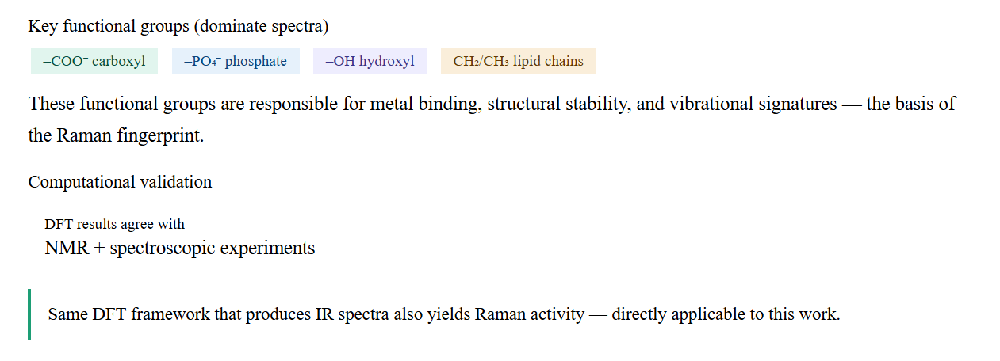 Key functional groups (dominate spectra)
–COO⁻ carboxyl –PO₄⁻ phosphate –OH hydroxyl CH₂/CH₃ lipid chains
These functional groups are responsible for metal binding, structural stability, and vibrational signatures — the basis of
the Raman fingerprint.
Computational validation
DFT results agree with
NMR + spectroscopic experiments
Same DFT framework that produces IR spectra also yields Raman activity — directly applicable to this work.